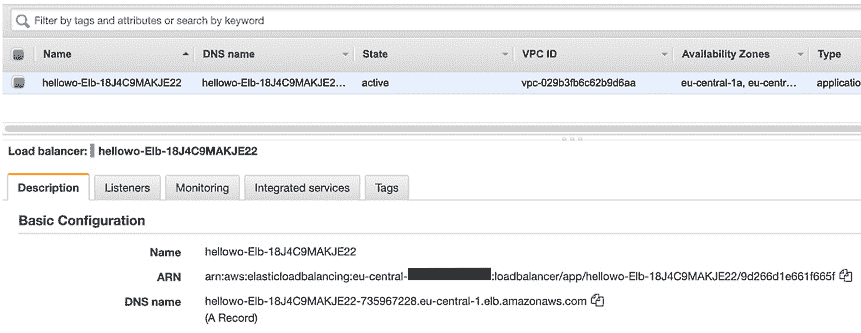 Filter by tags and attributes or search by keyword
Name DNS name State VPC ID Availability Zones Type
hellowo-Elb-18J4C9MAKJE22 hellowo-Elb-18J4C9MAKJE2... active vpc-029b3fb6c62b9d6aa eu-central-1a, eu-centr... applicatio
Load balancer: hellowo-Elb-18J4C9MAKJE22
Description Listeners Monitoring Integrated services Tags
Basic Configuration
Name hellowo-Elb-18J4C9MAKJE22
ARN arn:aws:elasticloadbalancing:eu-central- :loadbalancer/app/hellowo-Elb-18J4C9MAKJE22/9d266d1e661f665f
DNS name hellowo-Elb-18J4C9MAKJE22-735967228.eu-central-1.elb.amazonaws.com
(A Record)